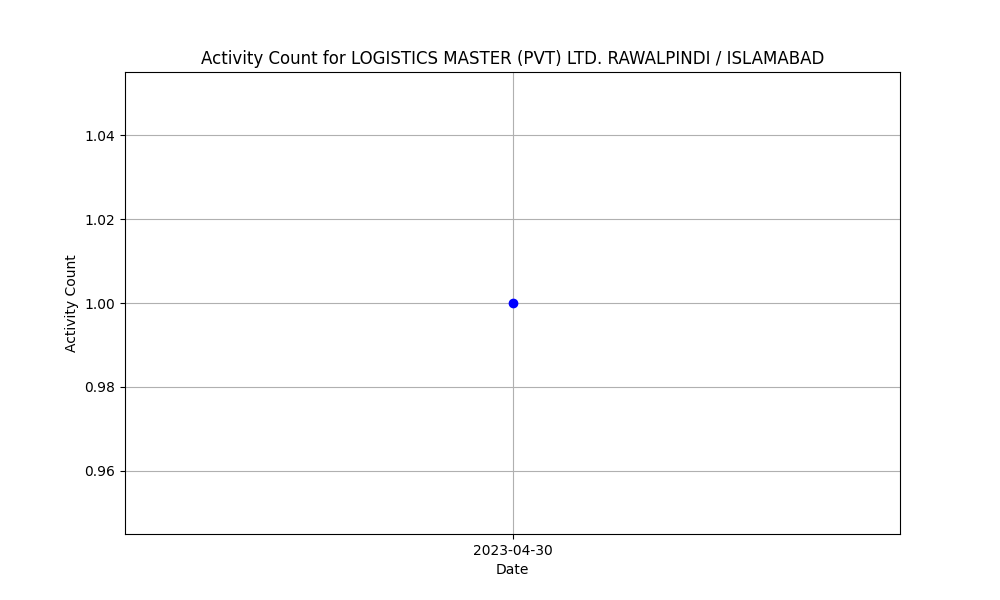 Activity Count for LOGISTICS MASTER (PVT) LTD. RAWALPINDI / ISLAMABAD
1.04
1.02
1.00
0.98
0.96
Activity Count
2023-04-30
Date